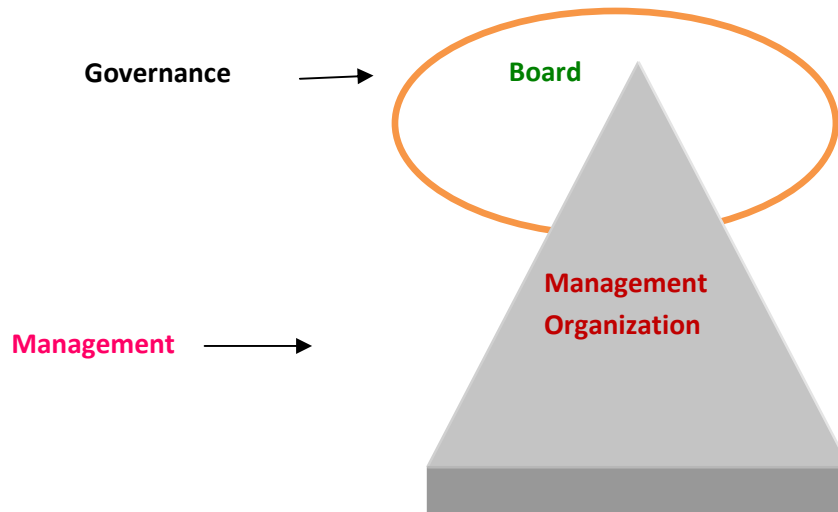 Governance
Board
Management
Organization
Management